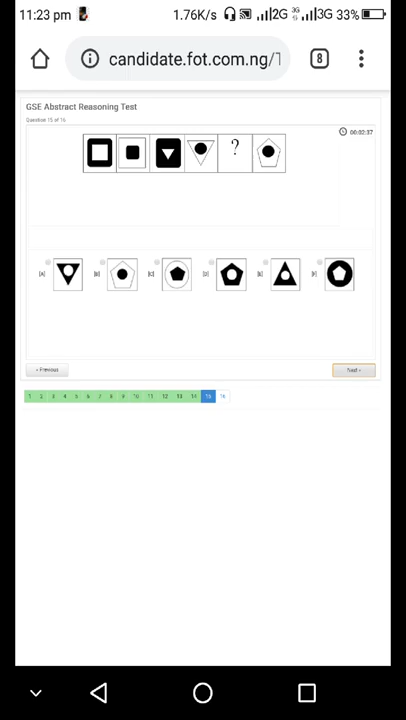 11:23 pm 1.76K/s 2G 3G 3G 33%
candidate.fot.com.ng/1 8
GSE Abstract Reasoning Test
Question 15 of 16
00:02:37
?
[A] [B] [C] [D] [E] [F]
« Previous Next »
1 2 3 4 5 6 7 8 9 10 11 12 13 14 15 16